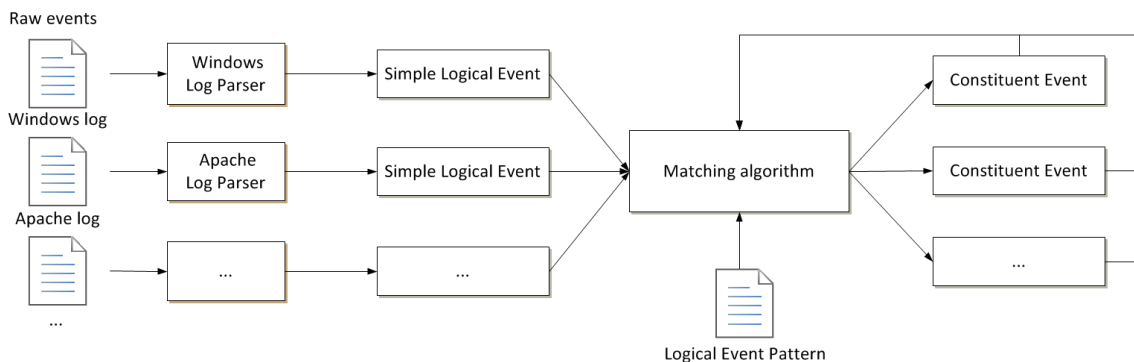 Raw events
Windows log
Windows
Log Parser
Simple Logical Event
Constituent Event
Apache log
Apache
Log Parser
Simple Logical Event
Matching algorithm
Constituent Event
...
...
...
...
Logical Event Pattern